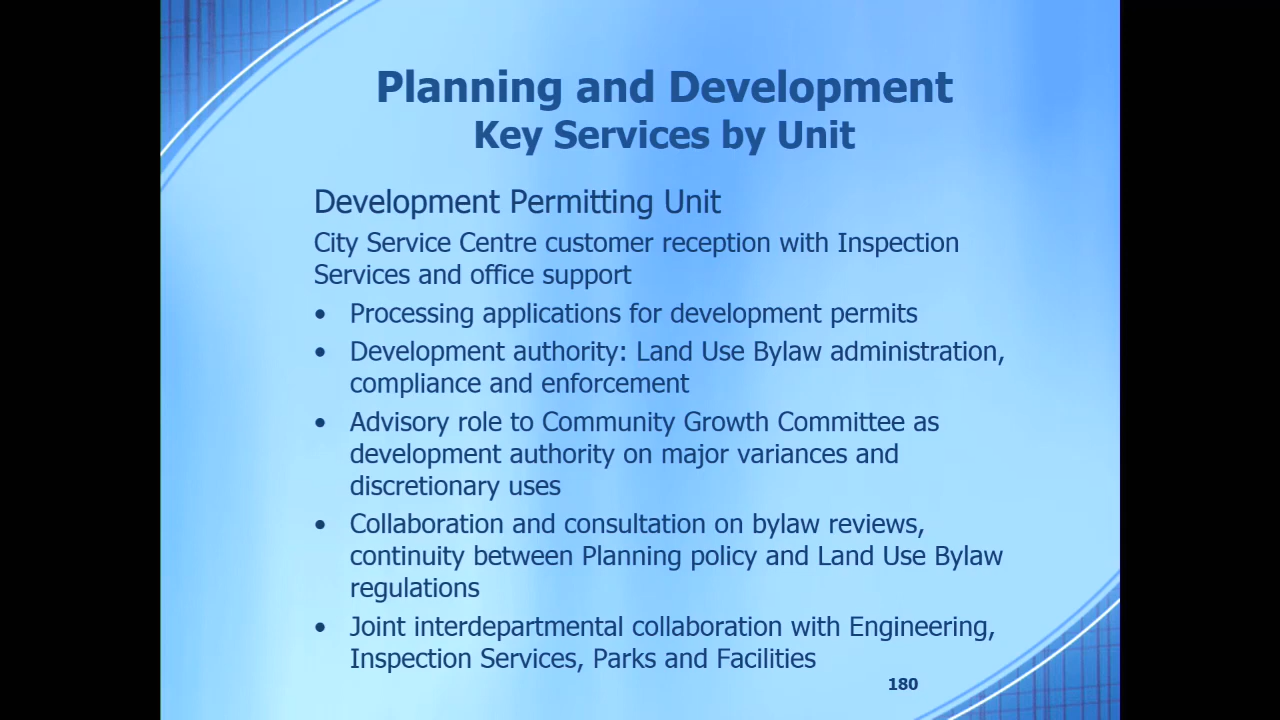 Planning and Development
Key Services by Unit
Development Permitting Unit
City Service Centre customer reception with Inspection
Services and office support
• Processing applications for development permits
• Development authority: Land Use Bylaw administration,
compliance and enforcement
• Advisory role to Community Growth Committee as
development authority on major variances and
discretionary uses
• Collaboration and consultation on bylaw reviews,
continuity between Planning policy and Land Use Bylaw
regulations
• Joint interdepartmental collaboration with Engineering,
Inspection Services, Parks and Facilities
180